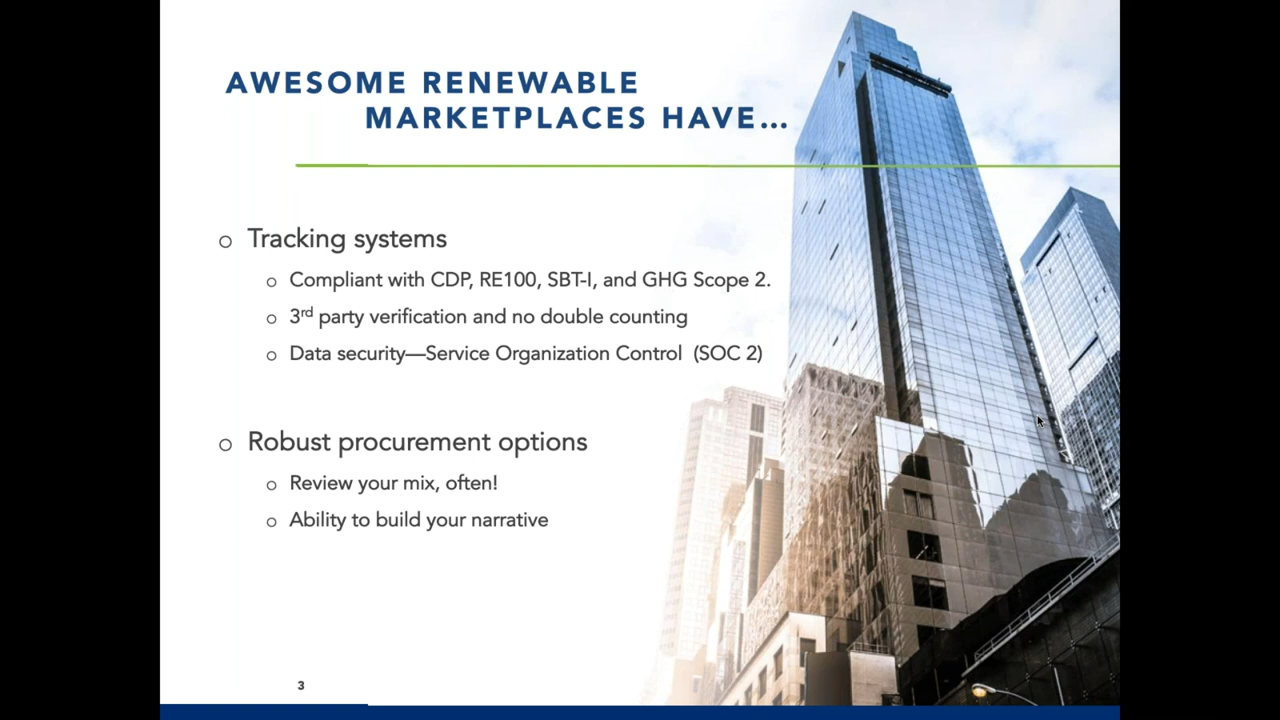 AWESOME RENEWABLE
MARKETPLACES HAVE...
o Tracking systems
o Compliant with CDP, RE100, SBT-I, and GHG Scope 2.
o 3rd party verification and no double counting
o Data security—Service Organization Control (SOC 2)
o Robust procurement options
o Review your mix, often!
o Ability to build your narrative
3